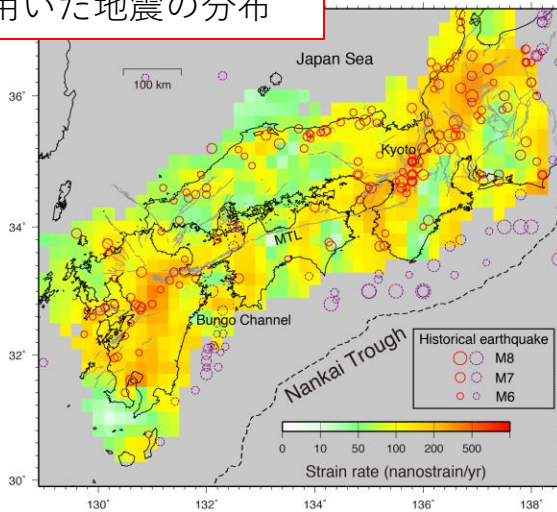 用いた地震の分布
Japan Sea
100 km
36°
Kyoto
34°
MTL
Bungo Channel
32°
Nankai Trough
Historical earthquake
M8
M7
M6
0 10 50 100 200 500
Strain rate (nanostrain/yr)
30°
130° 132° 134° 136° 138°